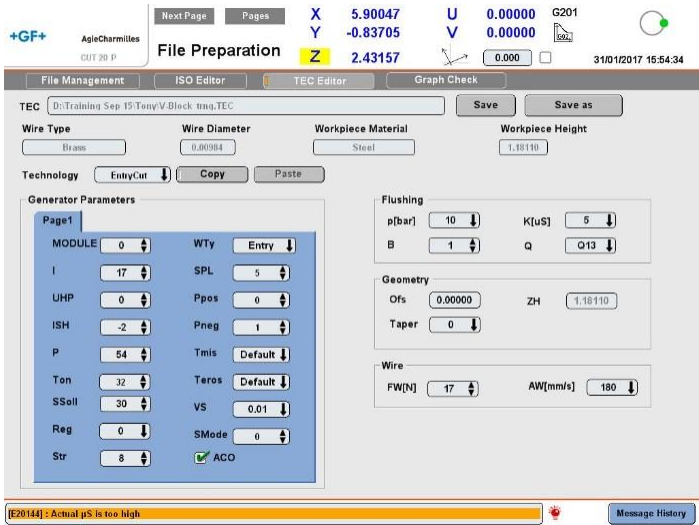 +GF+ AgieCharmilles
CUT 20 P
Next Page Pages
File Preparation
X 5.90047 U 0.00000 G201
Y -0.83705 V 0.00000 G02,
Z 2.43157 0.000
31/01/2017 15:54:34
File Management ISO Editor TEC Editor Graph Check
TEC D:\Training Sep 15\Tony\V-Block trng.TEC Save Save as
Wire Type Wire Diameter Workpiece Material Workpiece Height
Brass 0.00984 Steel 1.18110
Technology EntryCut Copy Paste
Generator Parameters
Page1
MODULE 0 WTy Entry
I 17 SPL 5
UHP 0 Ppos 0
ISH -2 Pneg 1
P 54 Tmis Default
Ton 32 Teros Default
SSoll 30 VS 0.01
Reg 0 SMode 0
Str 8 ACO
Flushing
p[bar] 10 K[uS] 5
B 1 Q Q13
Geometry
Ofs 0.00000 ZH 1.18110
Taper 0
Wire
FW[N] 17 AW[mm/s] 180
[E20144] : Actual µS is too high
Message History